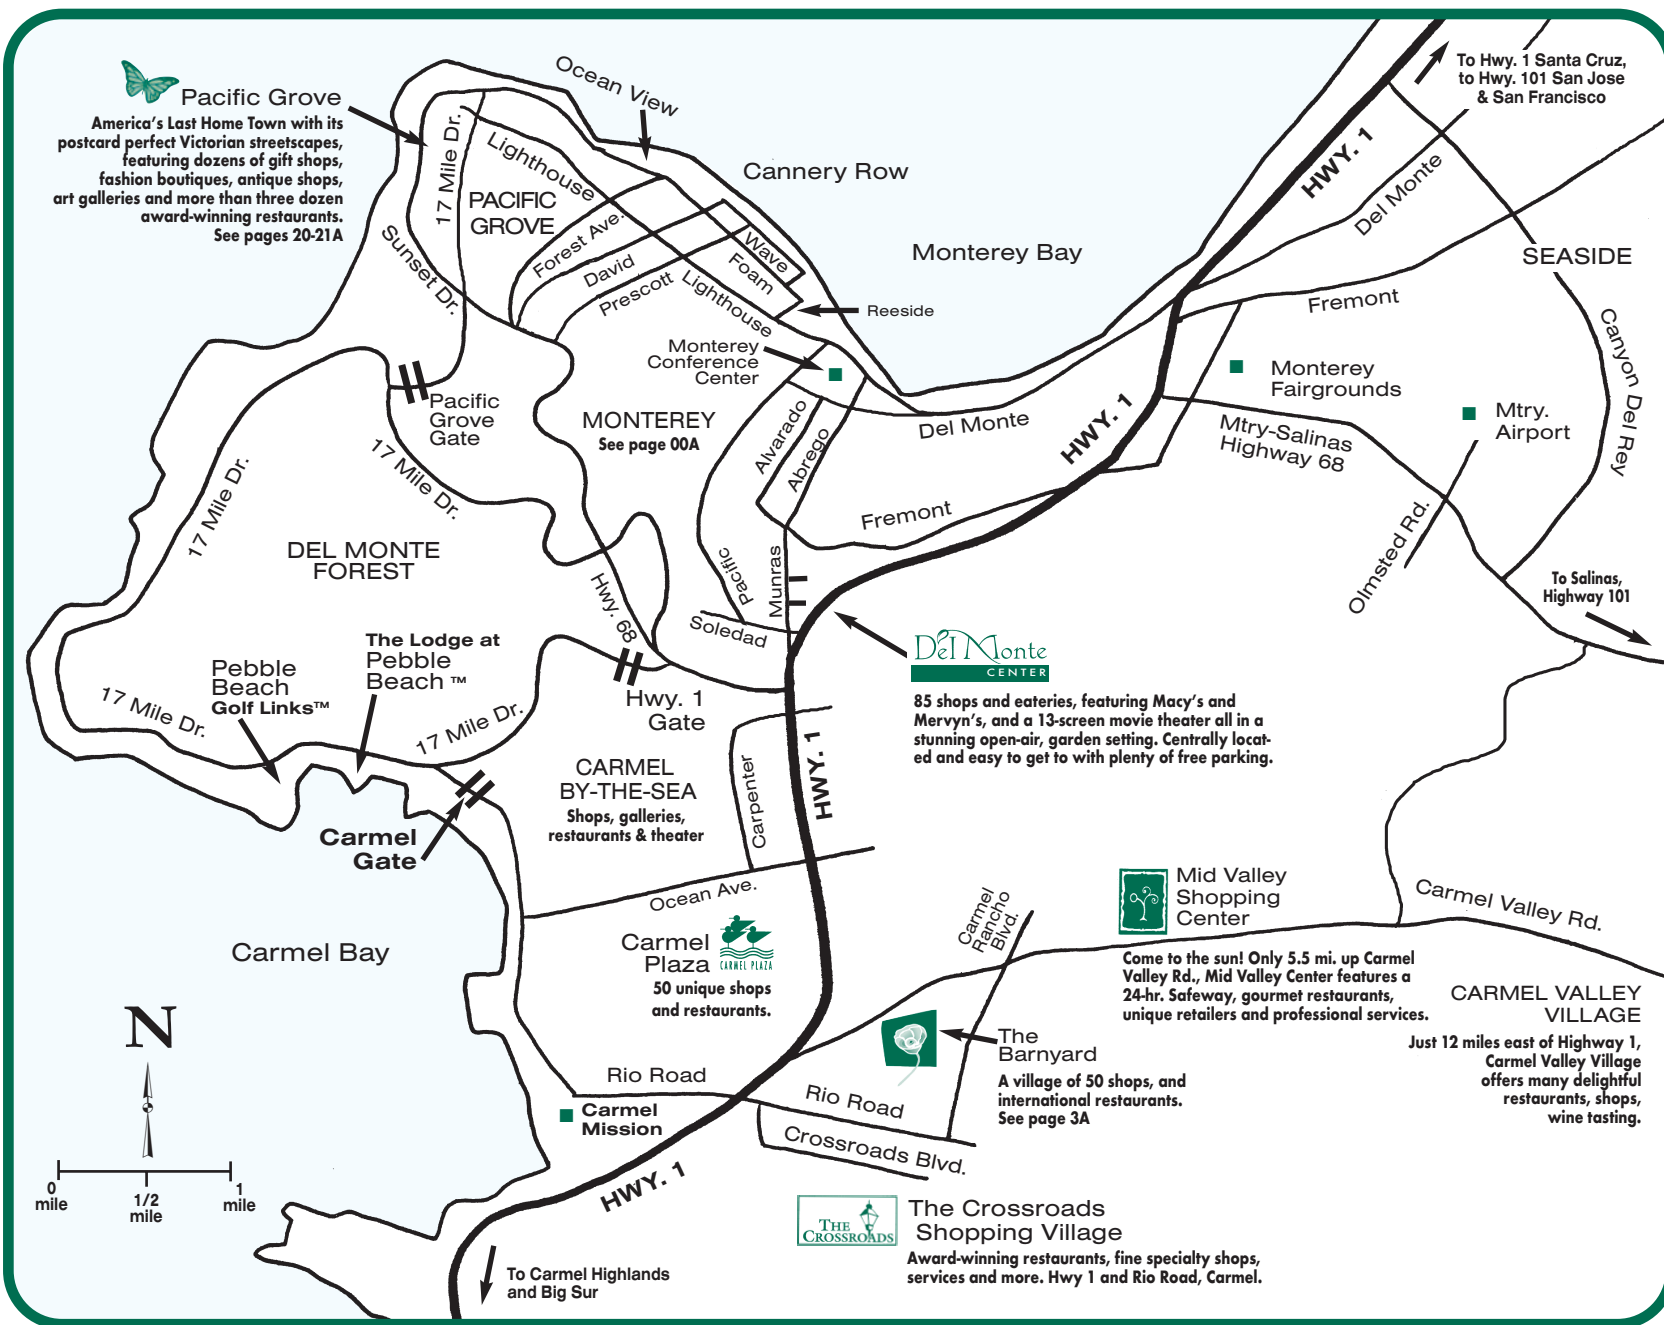 Pacific Grove
America's Last Home Town with its
postcard perfect Victorian streetscapes,
featuring dozens of gift shops,
fashion boutiques, antique shops,
art galleries and more than three dozen
award-winning restaurants.
See pages 20-21A
Ocean View
Cannery Row
Monterey Bay
To Hwy. 1 Santa Cruz,
to Hwy. 101 San Jose
& San Francisco
HWY. 1
Del Monte
SEASIDE
Fremont
Canyon Del Rey
17 Mile Dr.
Lighthouse
PACIFIC
GROVE
Sunset Dr.
Forest Ave.
David
Prescott
Lighthouse
Wave
Foam
Reeside
Monterey
Conference
Center
Monterey
Fairgrounds
Mtry.
Airport
Mtry-Salinas
Highway 68
Olmsted Rd.
To Salinas,
Highway 101
Pacific
Grove
Gate
MONTEREY
See page 00A
Alvarado
Abrego
Del Monte
HWY. 1
Fremont
17 Mile Dr.
17 Mile Dr.
DEL MONTE
FOREST
Hwy. 68
Pacific
Munras
Soledad
Del Monte
CENTER
85 shops and eateries, featuring Macy's and
Mervyn's, and a 13-screen movie theater all in a
stunning open-air, garden setting. Centrally locat-
ed and easy to get to with plenty of free parking.
The Lodge at
Pebble
Beach ™
Pebble
Beach
Golf Links™
17 Mile Dr.
17 Mile Dr.
Hwy. 1
Gate
CARMEL
BY-THE-SEA
Shops, galleries,
restaurants & theater
Carpenter
HWY. 1
Carmel
Gate
Ocean Ave.
Carmel
Plaza
CARMEL PLAZA
50 unique shops
and restaurants.
Carmel Bay
Carmel
Rancho
Blvd.
Mid Valley
Shopping
Center
Come to the sun! Only 5.5 mi. up Carmel
Valley Rd., Mid Valley Center features a
24-hr. Safeway, gourmet restaurants,
unique retailers and professional services.
Carmel Valley Rd.
CARMEL VALLEY
VILLAGE
Just 12 miles east of Highway 1,
Carmel Valley Village
offers many delightful
restaurants, shops,
wine tasting.
The
Barnyard
A village of 50 shops, and
international restaurants.
See page 3A
Rio Road
Rio Road
Crossroads Blvd.
Carmel
Mission
HWY. 1
THE
CROSSROADS
The Crossroads
Shopping Village
Award-winning restaurants, fine specialty shops,
services and more. Hwy 1 and Rio Road, Carmel.
To Carmel Highlands
and Big Sur
N
0
mile
1/2
mile
1
mile